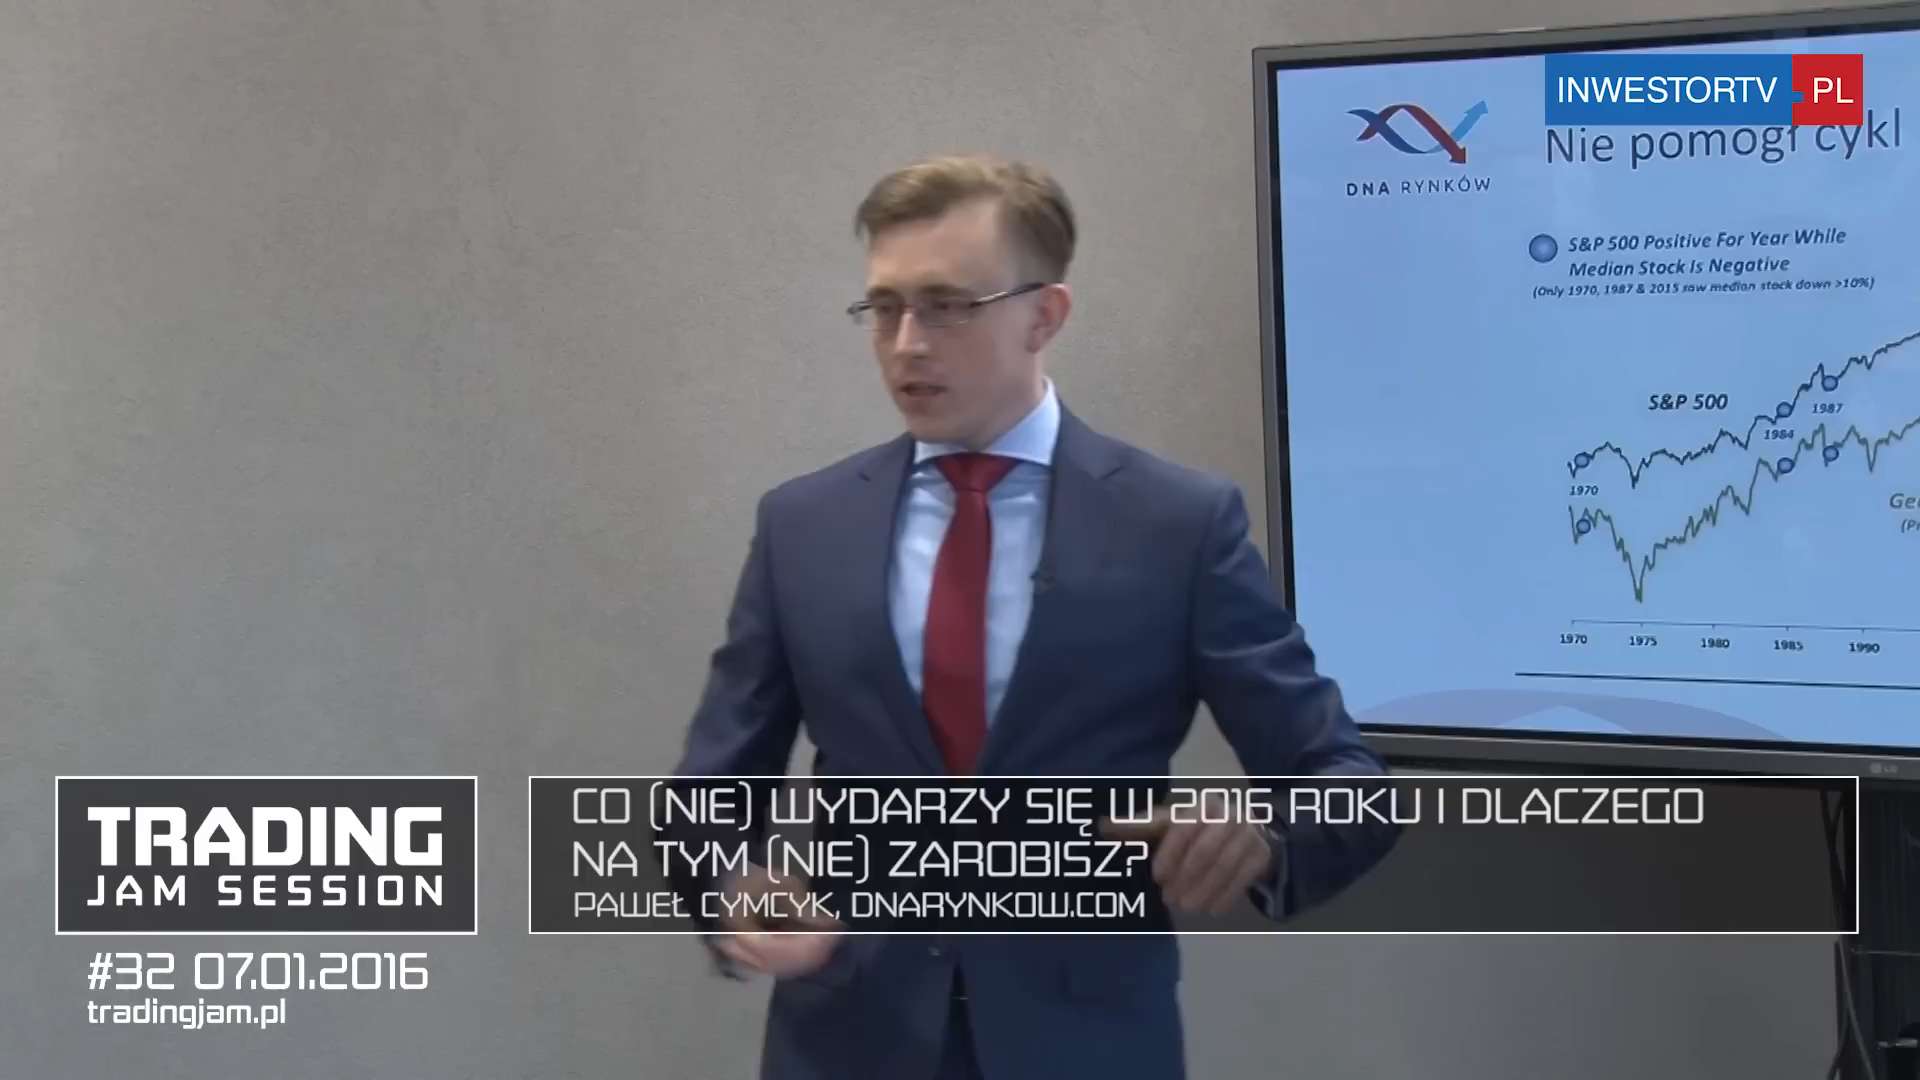 INWESTORTV.PL
DNA RYNKÓW
Nie pomógł cykl
S&P 500 Positive For Year While
Median Stock Is Negative
(Only 1970, 1987 & 2015 saw median stock down >10%)
S&P 500
1987
1984
1970
1970 1975 1980 1985 1990
LG
TRADING
JAM SESSION
#32 07.01.2016
tradingjam.pl
CO (NIE) WYDARZY SIĘ W 2016 ROKU I DLACZEGO
NA TYM (NIE) ZAROBISZ?
PAWEŁ CYMCYK, DNARYNKOW.COM